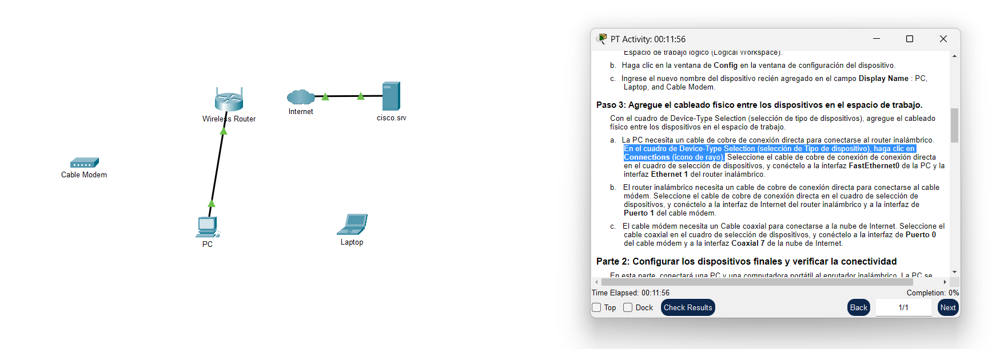 Wireless Router
Internet
cisco.srv
Cable Modem
PC
Laptop
PT Activity: 00:11:56
Espacio de trabajo lógico (Logical Workspace).
b. Haga clic en la ventana de Config en la ventana de configuración del dispositivo.
c. Ingrese el nuevo nombre del dispositivo recién agregado en el campo Display Name : PC,
Laptop, and Cable Modem.
Paso 3: Agregue el cableado físico entre los dispositivos en el espacio de trabajo.
Con el cuadro de Device-Type Selection (selección de tipo de dispositivos), agregue el cableado
físico entre los dispositivos en el espacio de trabajo.
a. La PC necesita un cable de cobre de conexión directa para conectarse al router inalámbrico.
En el cuadro de Device-Type Selection (selección de Tipo de dispositivo), haga clic en
Connections (icono de rayo). Seleccione el cable de cobre de conexión de conexión directa
en el cuadro de selección de dispositivos, y conéctelo a la interfaz FastEthernet0 de la PC y la
interfaz Ethernet 1 del router inalámbrico.
b. El router inalámbrico necesita un cable de cobre de conexión directa para conectarse al cable
módem. Seleccione el cable de cobre de conexión directa en el cuadro de selección de
dispositivos, y conéctelo a la interfaz de Internet del router inalámbrico y a la interfaz de
Puerto 1 del cable módem.
c. El cable módem necesita un Cable coaxial para conectarse a la nube de Internet. Seleccione el
cable coaxial en el cuadro de selección de dispositivos, y conéctelo a la interfaz de Puerto 0
del cable módem y a la interfaz Coaxial 7 de la nube de Internet.
Parte 2: Configurar los dispositivos finales y verificar la conectividad
En esta parte, conectará una PC y una computadora portátil al enrutador inalámbrico. La PC se
Time Elapsed: 00:11:56
Completion: 0%
Top
Dock
Check Results
Back
1/1
Next